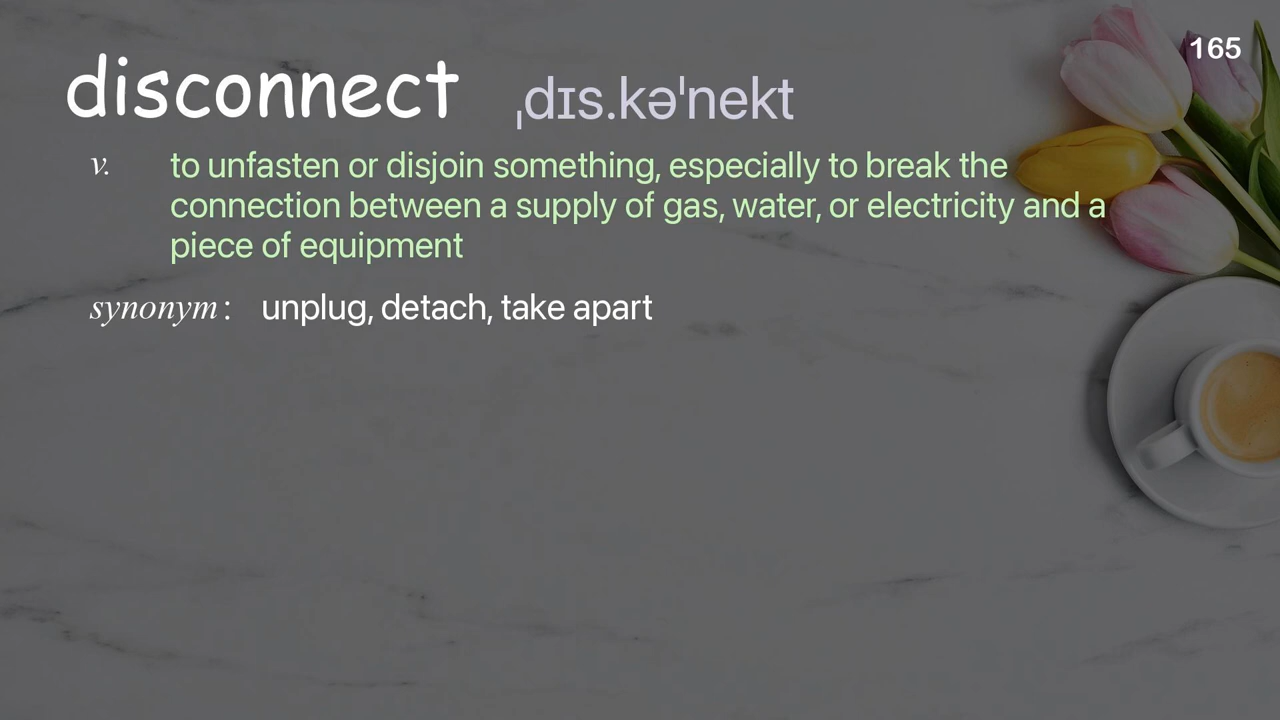 165
disconnect ˌdɪs.kəˈnekt
v. to unfasten or disjoin something, especially to break the
connection between a supply of gas, water, or electricity and a
piece of equipment
synonym: unplug, detach, take apart